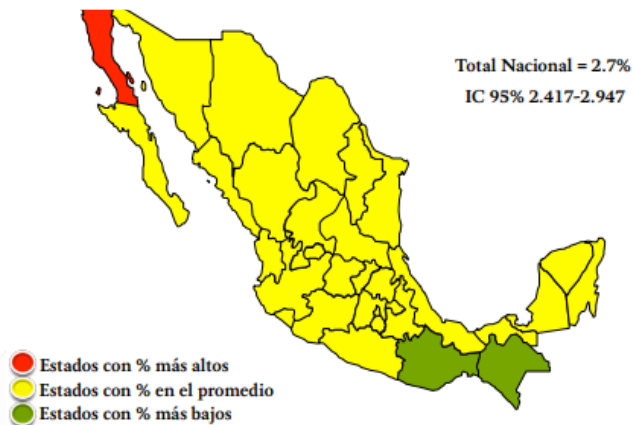 Total Nacional = 2.7%
IC 95% 2.417-2.947
Estados con % más altos
Estados con % en el promedio
Estados con % más bajos